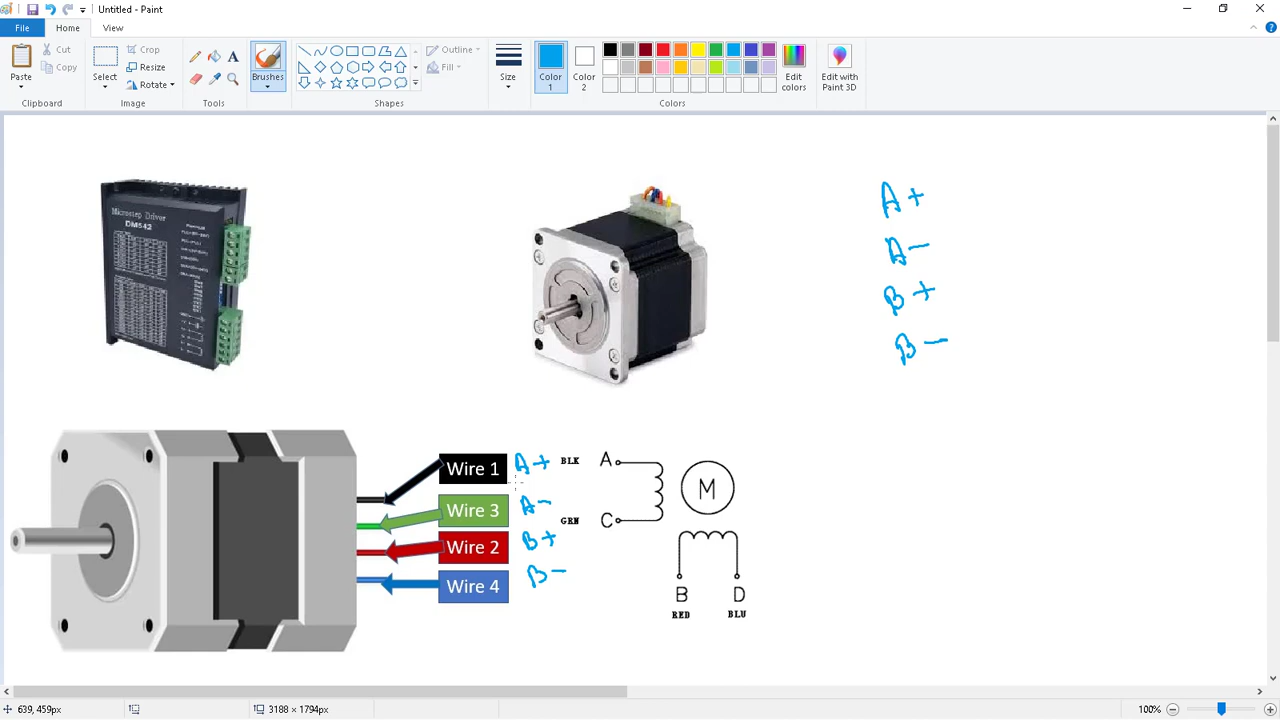 Untitled - Paint
File
Home
View
Paste
Cut
Copy
Clipboard
Select
Crop
Resize
Rotate
Image
A
Tools
Brushes
Shapes
Outline
Fill
Size
Color 1
Color 2
Edit colors
Edit with Paint 3D
Colors
Microstep Driver
DM542
A+
A-
B+
B-
Wire 1
A+
BLK
A
Wire 3
A-
GRN
C
Wire 2
B+
Wire 4
B-
M
B
D
RED
BLU
639, 459px
3188 × 1794px
100%